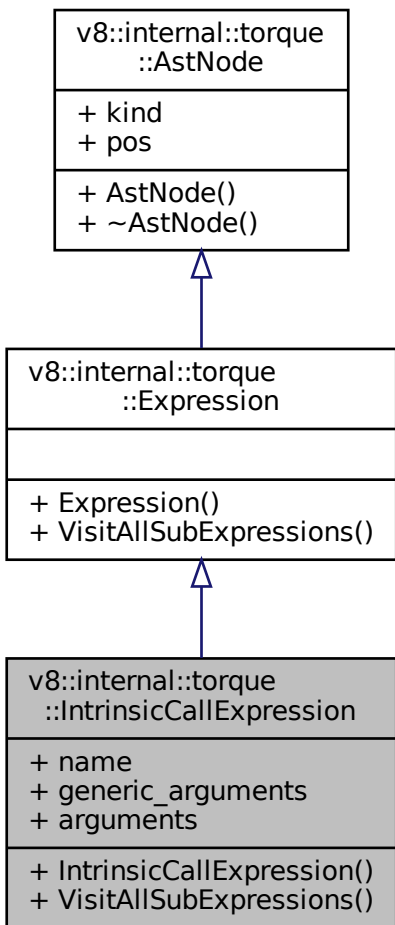 v8::internal::torque
::AstNode
+ kind
+ pos
+ AstNode()
+ ~AstNode()
v8::internal::torque
::Expression
+ Expression()
+ VisitAllSubExpressions()
v8::internal::torque
::IntrinsicCallExpression
+ name
+ generic_arguments
+ arguments
+ IntrinsicCallExpression()
+ VisitAllSubExpressions()